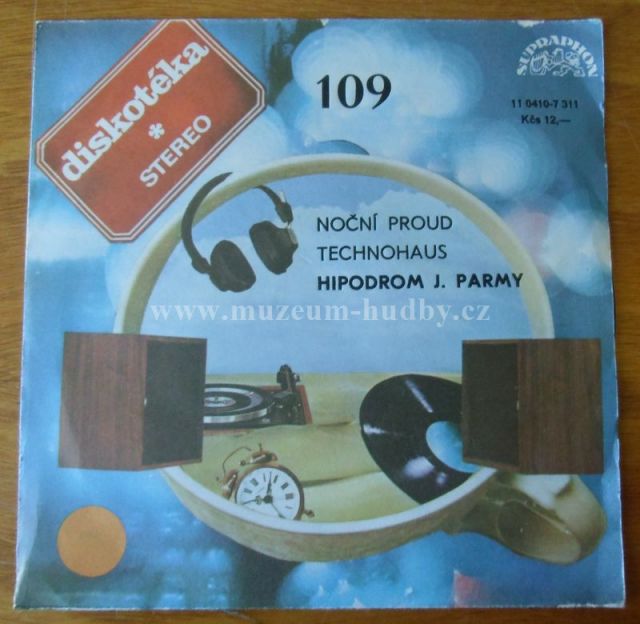 diskotéka
*
STEREO
109
SUPRAPHON
11 0410-7 311
Kčs 12,—
NOČNÍ PROUD
TECHNOHAUS
HIPODROM J. PARMY
www.muzeum-hudby.cz